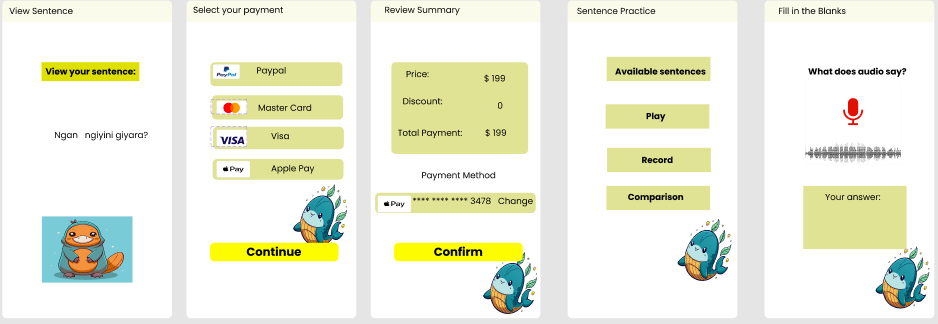 View Sentence
View your sentence:
Ngan ngiyini giyara?
Select your payment
PayPal Paypal
Master Card
VISA Visa
Pay Apple Pay
Continue
Review Summary
Price: $ 199
Discount: 0
Total Payment: $ 199
Payment Method
Pay **** **** **** 3478 Change
Confirm
Sentence Practice
Available sentences
Play
Record
Comparison
Fill in the Blanks
What does audio say?
Your answer: